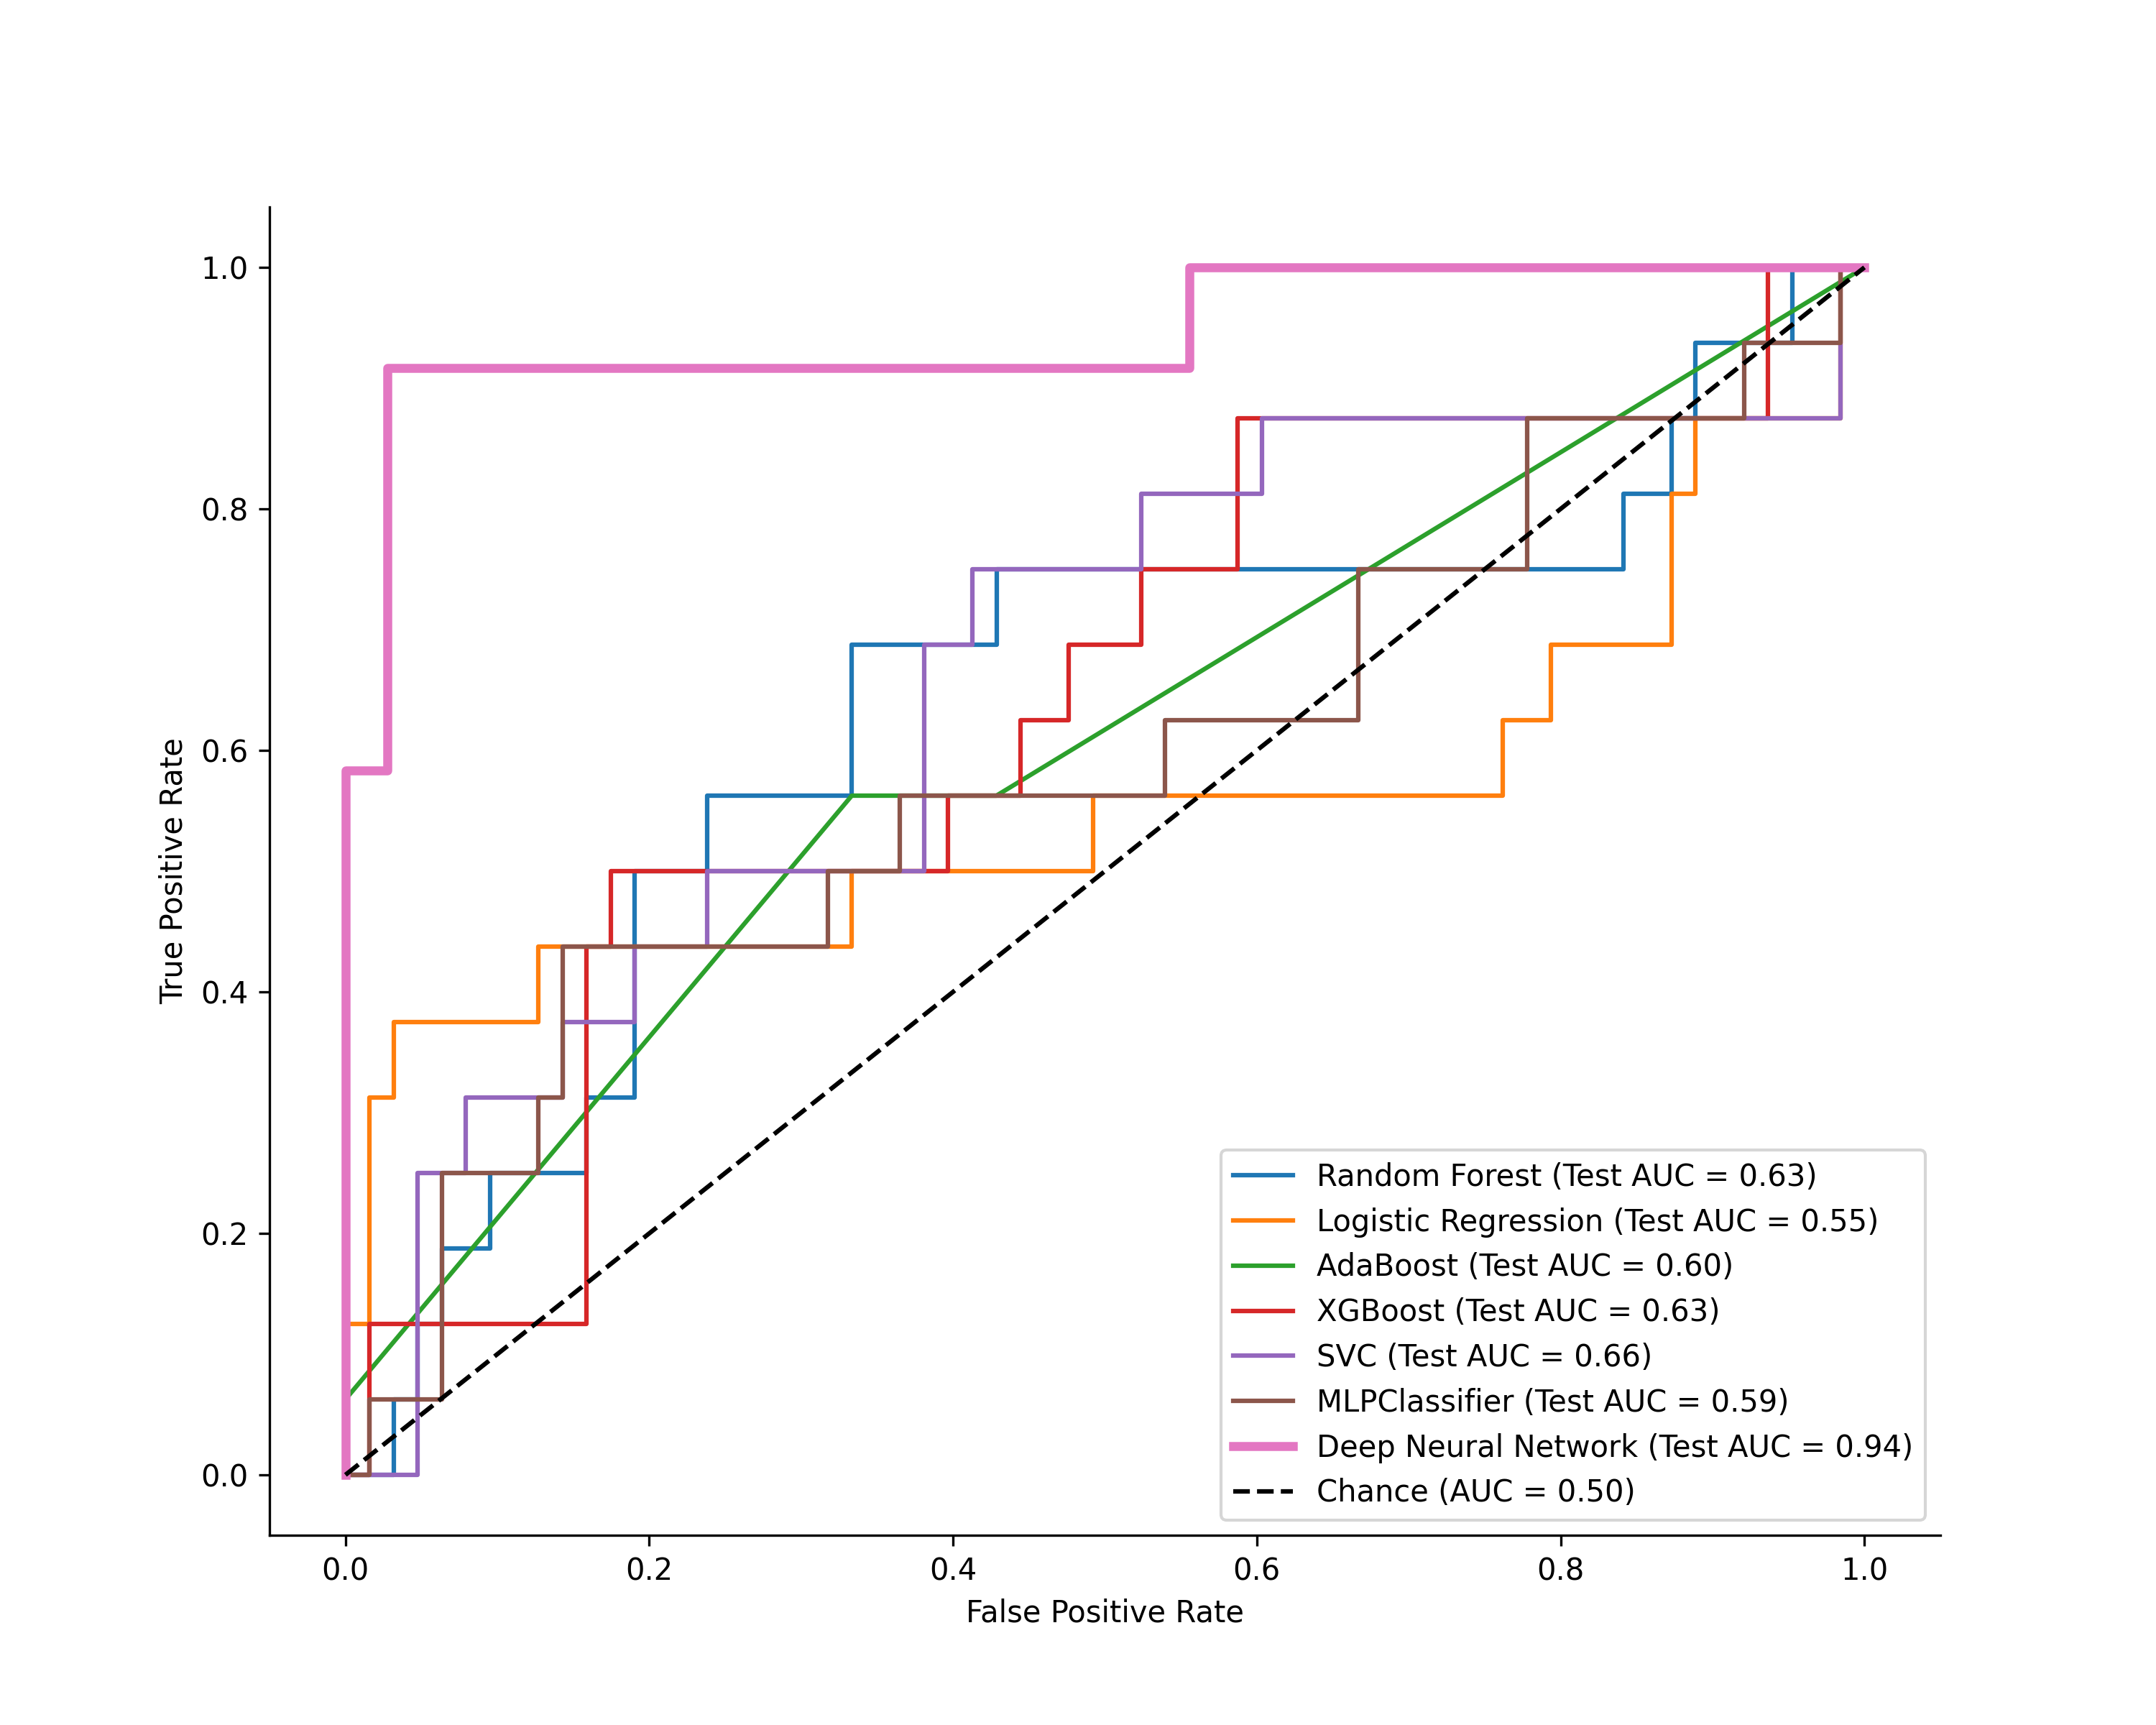 1.0
0.8
0.6
0.4
0.2
0.0
True Positive Rate
0.0 0.2 0.4 0.6 0.8 1.0
False Positive Rate
Random Forest (Test AUC = 0.63)
Logistic Regression (Test AUC = 0.55)
AdaBoost (Test AUC = 0.60)
XGBoost (Test AUC = 0.63)
SVC (Test AUC = 0.66)
MLPClassifier (Test AUC = 0.59)
Deep Neural Network (Test AUC = 0.94)
Chance (AUC = 0.50)